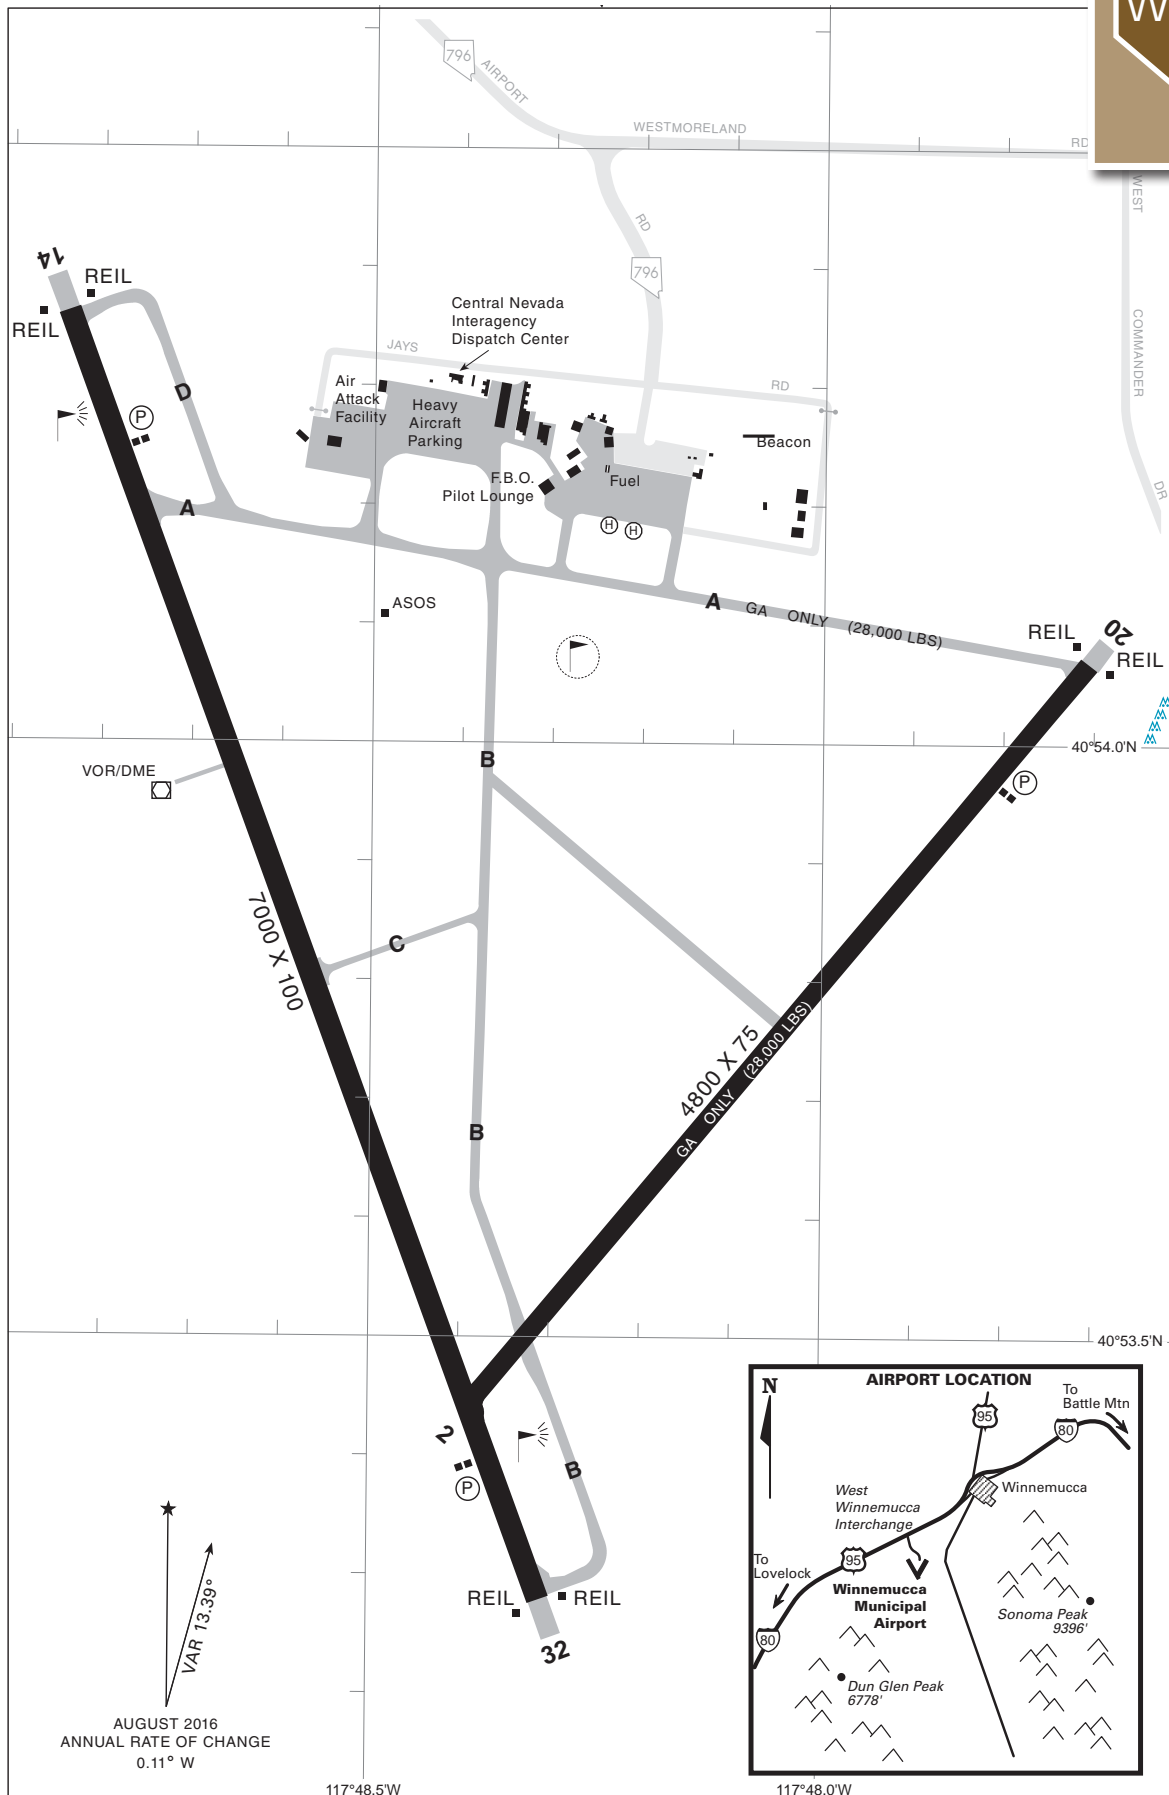 W
796
AIRPORT
WESTMORELAND
RD
WEST
RD
796
14
REIL
REIL
Central Nevada
Interagency
Dispatch Center
JAYS
RD
COMMANDER
DR
D
P
Air
Attack
Facility
Heavy
Aircraft
Parking
Beacon
F.B.O.
Pilot Lounge
Fuel
A
H
H
ASOS
A
GA ONLY (28,000 LBS)
REIL
20
REIL
40°54.0'N
B
VOR/DME
P
7000 X 100
C
4800 X 75
GA ONLY (28,000 LBS)
B
40°53.5'N
2
P
B
REIL
REIL
32
VAR 13.39°
AUGUST 2016
ANNUAL RATE OF CHANGE
0.11° W
117°48.5'W
117°48.0'W
N
AIRPORT LOCATION
95
To
Battle Mtn
80
West
Winnemucca
Interchange
Winnemucca
95
To
Lovelock
Winnemucca
Municipal
Airport
Sonoma Peak
9396'
80
Dun Glen Peak
6778'